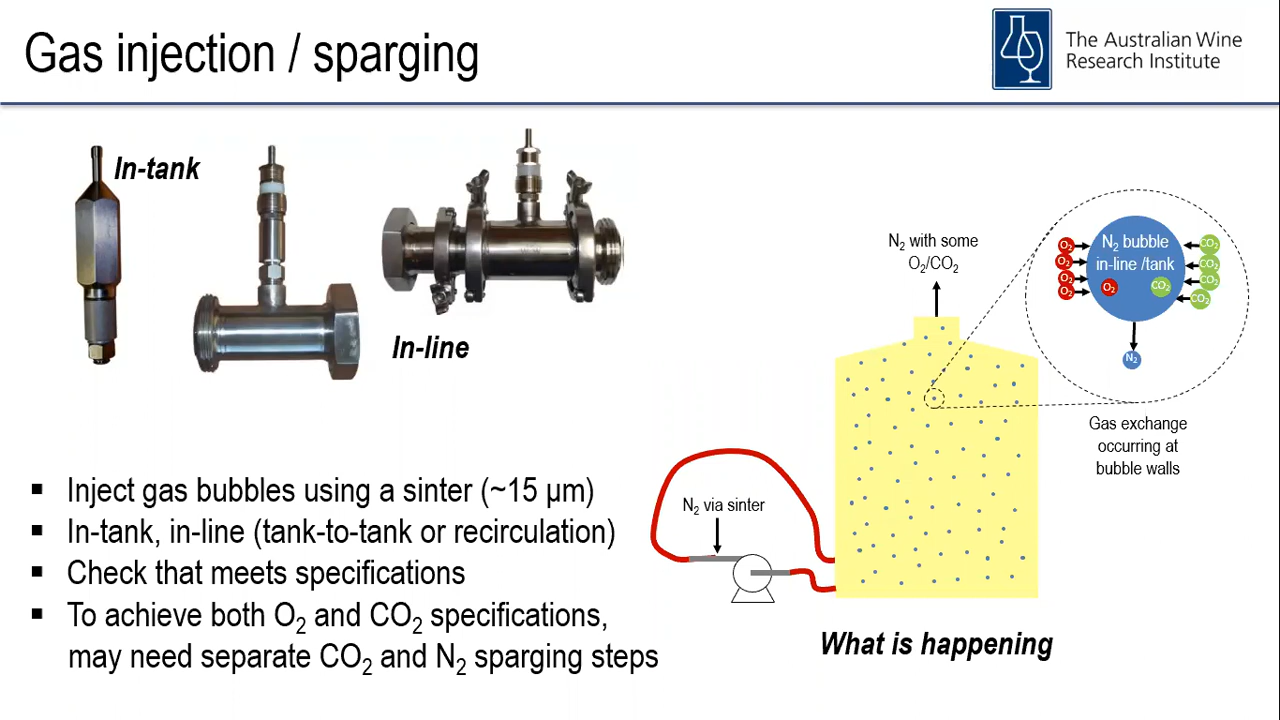 Gas injection / sparging
The Australian Wine
Research Institute
In-tank
In-line
▪ Inject gas bubbles using a sinter (~15 µm)
▪ In-tank, in-line (tank-to-tank or recirculation)
▪ Check that meets specifications
▪ To achieve both O₂ and CO₂ specifications,
may need separate CO₂ and N₂ sparging steps
N₂ with some
O₂/CO₂
N₂ via sinter
What is happening
O₂
O₂
O₂
O₂
N₂ bubble
in-line /tank
O₂
CO₂
CO₂
CO₂
CO₂
CO₂
N₂
Gas exchange
occurring at
bubble walls